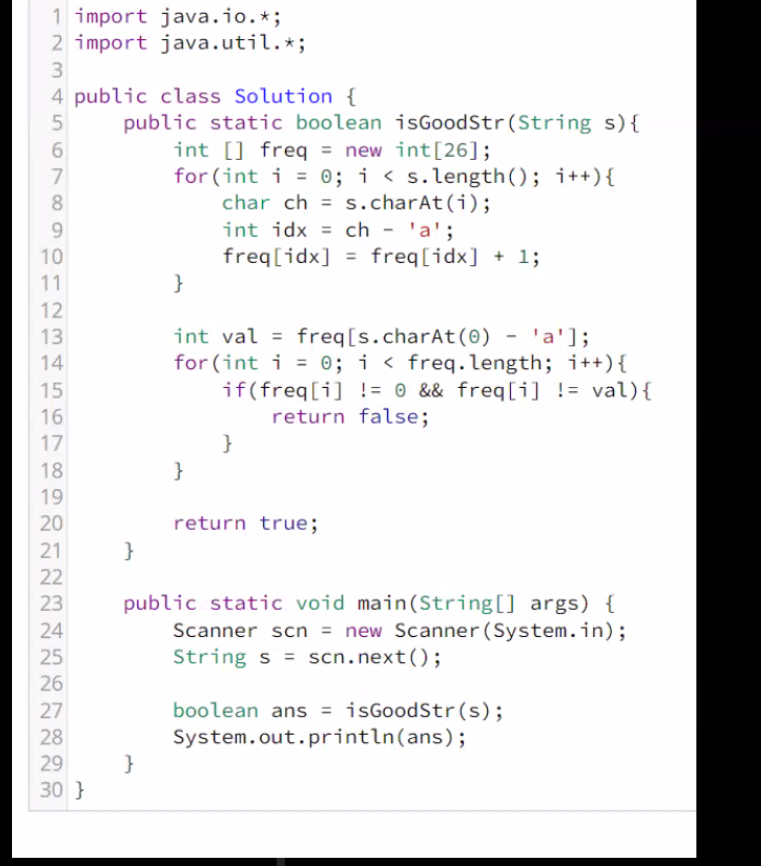 1 import java.io.*;
2 import java.util.*;
3
4 public class Solution {
5     public static boolean isGoodStr(String s){
6         int [] freq = new int[26];
7         for(int i = 0; i < s.length(); i++){
8             char ch = s.charAt(i);
9             int idx = ch - 'a';
10             freq[idx] = freq[idx] + 1;
11         }
12
13         int val = freq[s.charAt(0) - 'a'];
14         for(int i = 0; i < freq.length; i++){
15             if(freq[i] != 0 && freq[i] != val){
16                 return false;
17             }
18         }
19
20         return true;
21     }
22
23     public static void main(String[] args) {
24         Scanner scn = new Scanner(System.in);
25         String s = scn.next();
26
27         boolean ans = isGoodStr(s);
28         System.out.println(ans);
29     }
30 }